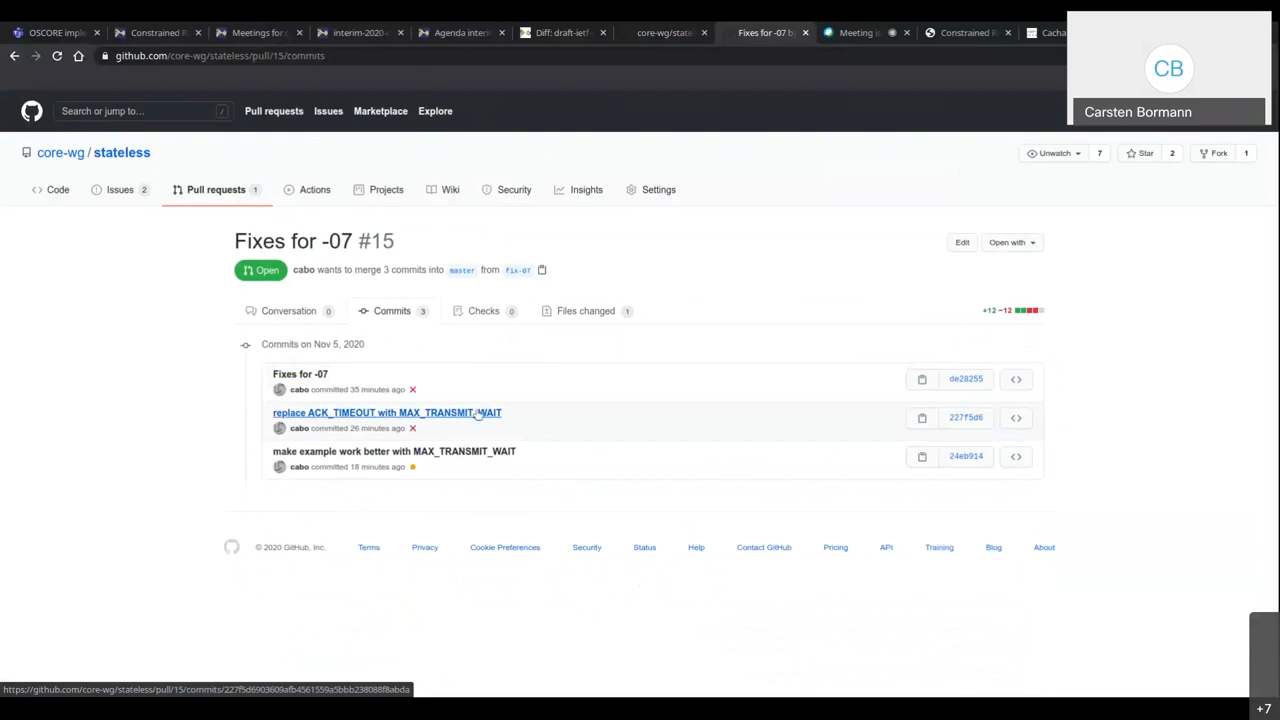 OSCORE imple
Constrained R
Meetings for c
interim-2020-c
Agenda interi
Diff: draft-ietf-
core-wg/statel
Fixes for -07 b
Meeting is
Constrained R
Cacha
github.com/core-wg/stateless/pull/15/commits
CB
Carsten Bormann
Search or jump to…
/
Pull requests
Issues
Marketplace
Explore
core-wg / stateless
Unwatch 7
Star 2
Fork 1
Code
Issues 2
Pull requests 1
Actions
Projects
Wiki
Security
Insights
Settings
Fixes for -07 #15
Edit
Open with
Open
cabo wants to merge 3 commits into master from fix-07
Conversation 0
Commits 3
Checks 0
Files changed 1
+12 −12
Commits on Nov 5, 2020
Fixes for -07
cabo committed 35 minutes ago
de28255
replace ACK_TIMEOUT with MAX_TRANSMIT_WAIT
cabo committed 26 minutes ago
227f5d6
make example work better with MAX_TRANSMIT_WAIT
cabo committed 18 minutes ago
24eb914
© 2020 GitHub, Inc.
Terms
Privacy
Cookie Preferences
Security
Status
Help
Contact GitHub
Pricing
API
Training
Blog
About
https://github.com/core-wg/stateless/pull/15/commits/227f5d6903609afb4561559a5bbb238088f8abda
+7